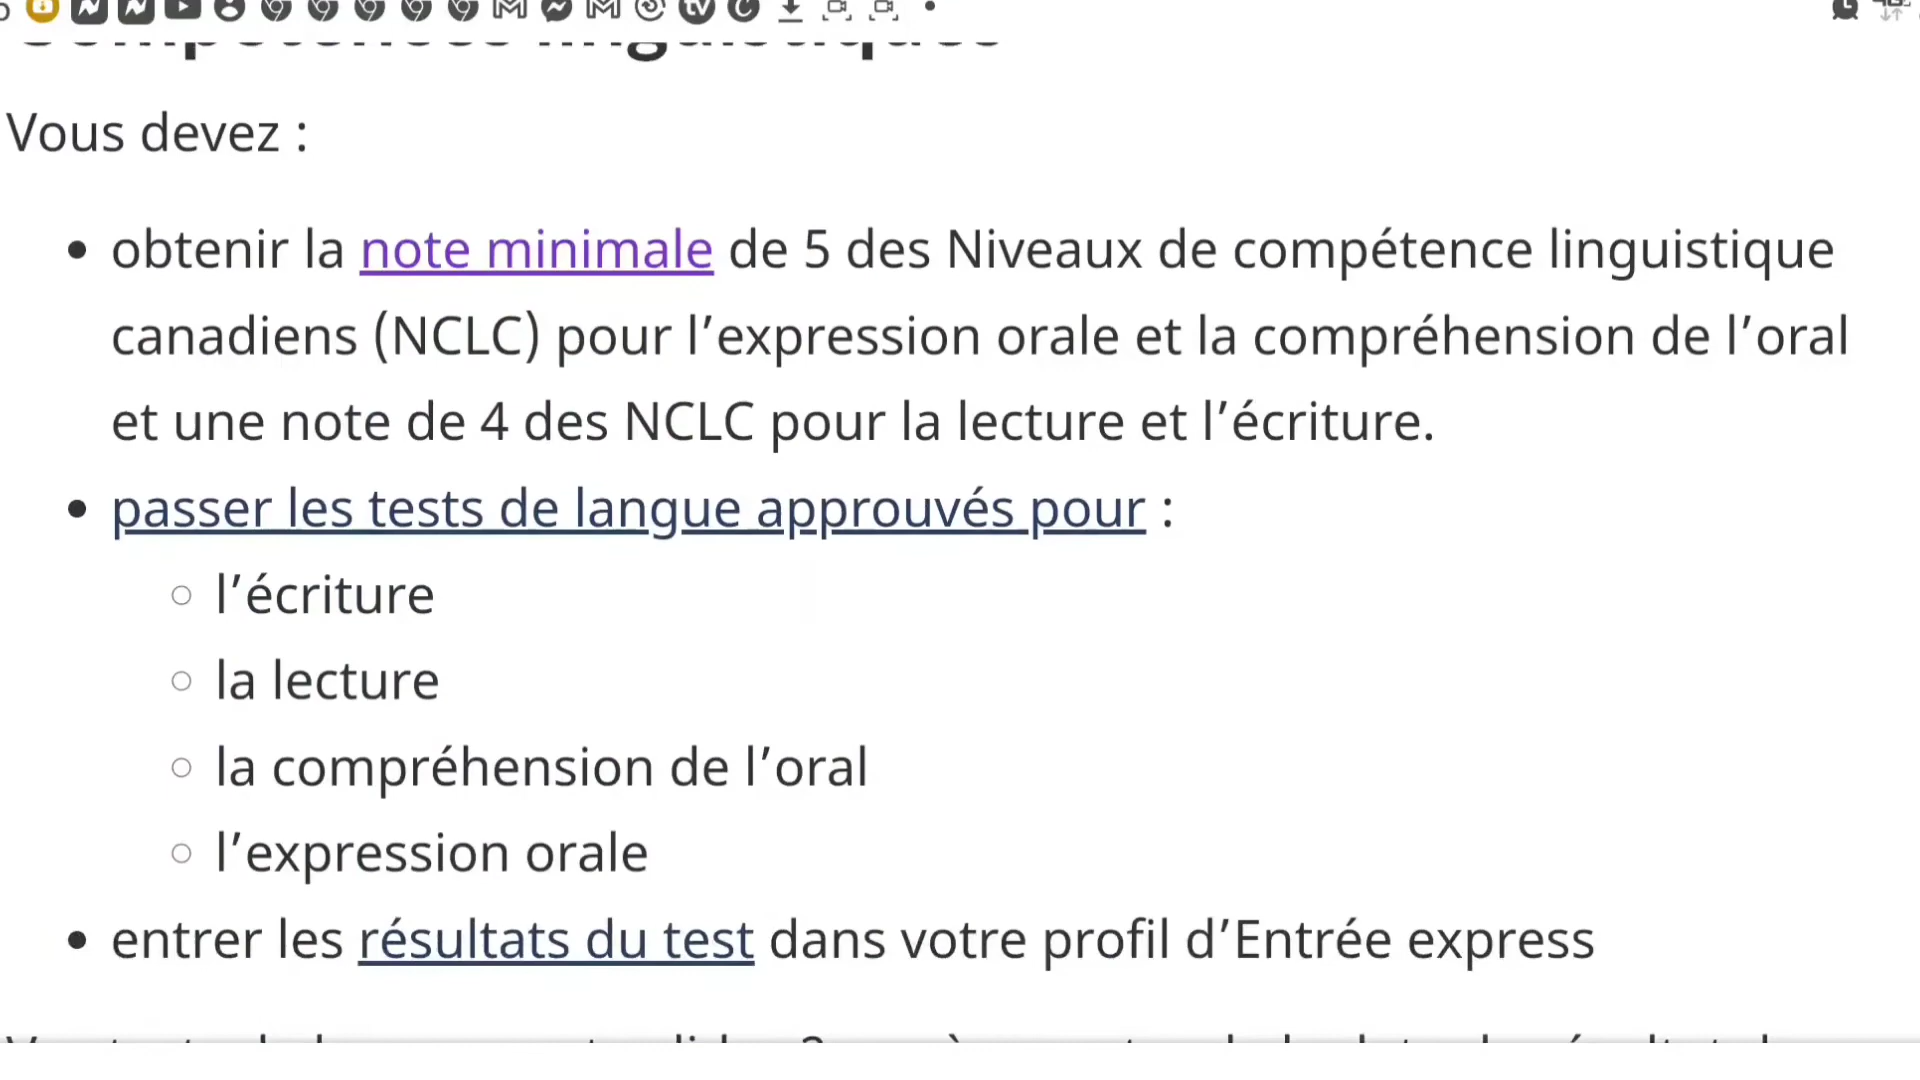 Compétences linguistiques
Vous devez :
obtenir la note minimale de 5 des Niveaux de compétence linguistique
canadiens (NCLC) pour l’expression orale et la compréhension de l’oral
et une note de 4 des NCLC pour la lecture et l’écriture.
passer les tests de langue approuvés pour :
l’écriture
la lecture
la compréhension de l’oral
l’expression orale
entrer les résultats du test dans votre profil d’Entrée express